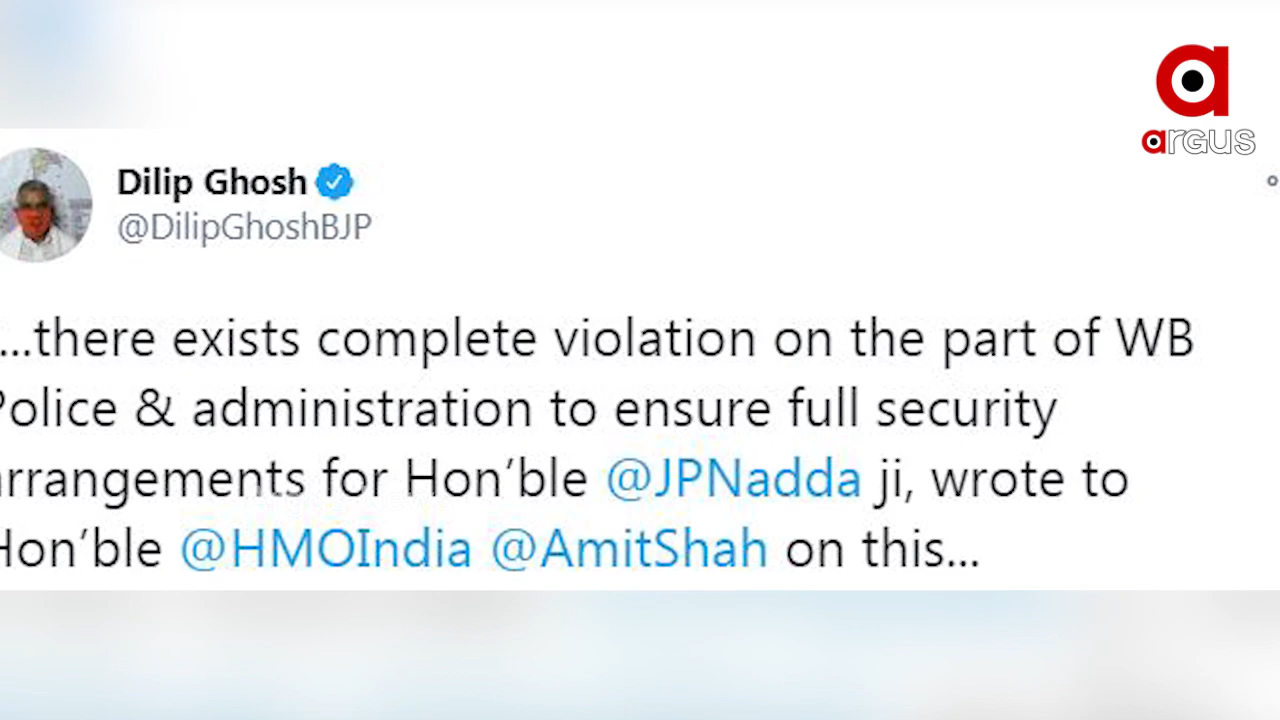 argus
Dilip Ghosh
@DilipGhoshBJP
...there exists complete violation on the part of WB
Police & administration to ensure full security
arrangements for Hon’ble @JPNadda ji, wrote to
Hon’ble @HMOIndia @AmitShah on this...